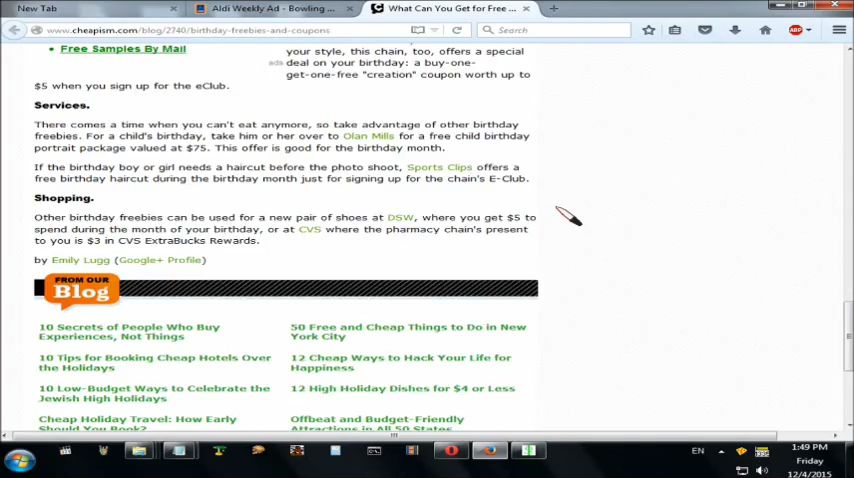 New Tab
Aldi Weekly Ad - Bowling ...
What Can You Get for Free ...
www.cheapism.com/blog/2740/birthday-freebies-and-coupons
Search
ABP
Free Samples By Mail
your style, this chain, too, offers a special
deal on your birthday: a buy-one-
ads
get-one-free "creation" coupon worth up to
$5 when you sign up for the eClub.
Services.
There comes a time when you can't eat anymore, so take advantage of other birthday
freebies. For a child's birthday, take him or her over to Olan Mills for a free child birthday
portrait package valued at $75. This offer is good for the birthday month.
If the birthday boy or girl needs a haircut before the photo shoot, Sports Clips offers a
free birthday haircut during the birthday month just for signing up for the chain's E-Club.
Shopping.
Other birthday freebies can be used for a new pair of shoes at DSW, where you get $5 to
spend during the month of your birthday, or at CVS where the pharmacy chain's present
to you is $3 in CVS ExtraBucks Rewards.
by Emily Lugg (Google+ Profile)
FROM OUR
Blog
10 Secrets of People Who Buy
Experiences, Not Things
50 Free and Cheap Things to Do in New
York City
10 Tips for Booking Cheap Hotels Over
the Holidays
12 Cheap Ways to Hack Your Life for
Happiness
10 Low-Budget Ways to Celebrate the
Jewish High Holidays
12 High Holiday Dishes for $4 or Less
Cheap Holiday Travel: How Early
Should You Book?
Offbeat and Budget-Friendly
Attractions in All 50 States
EN
1:49 PM
Friday
12/4/2015